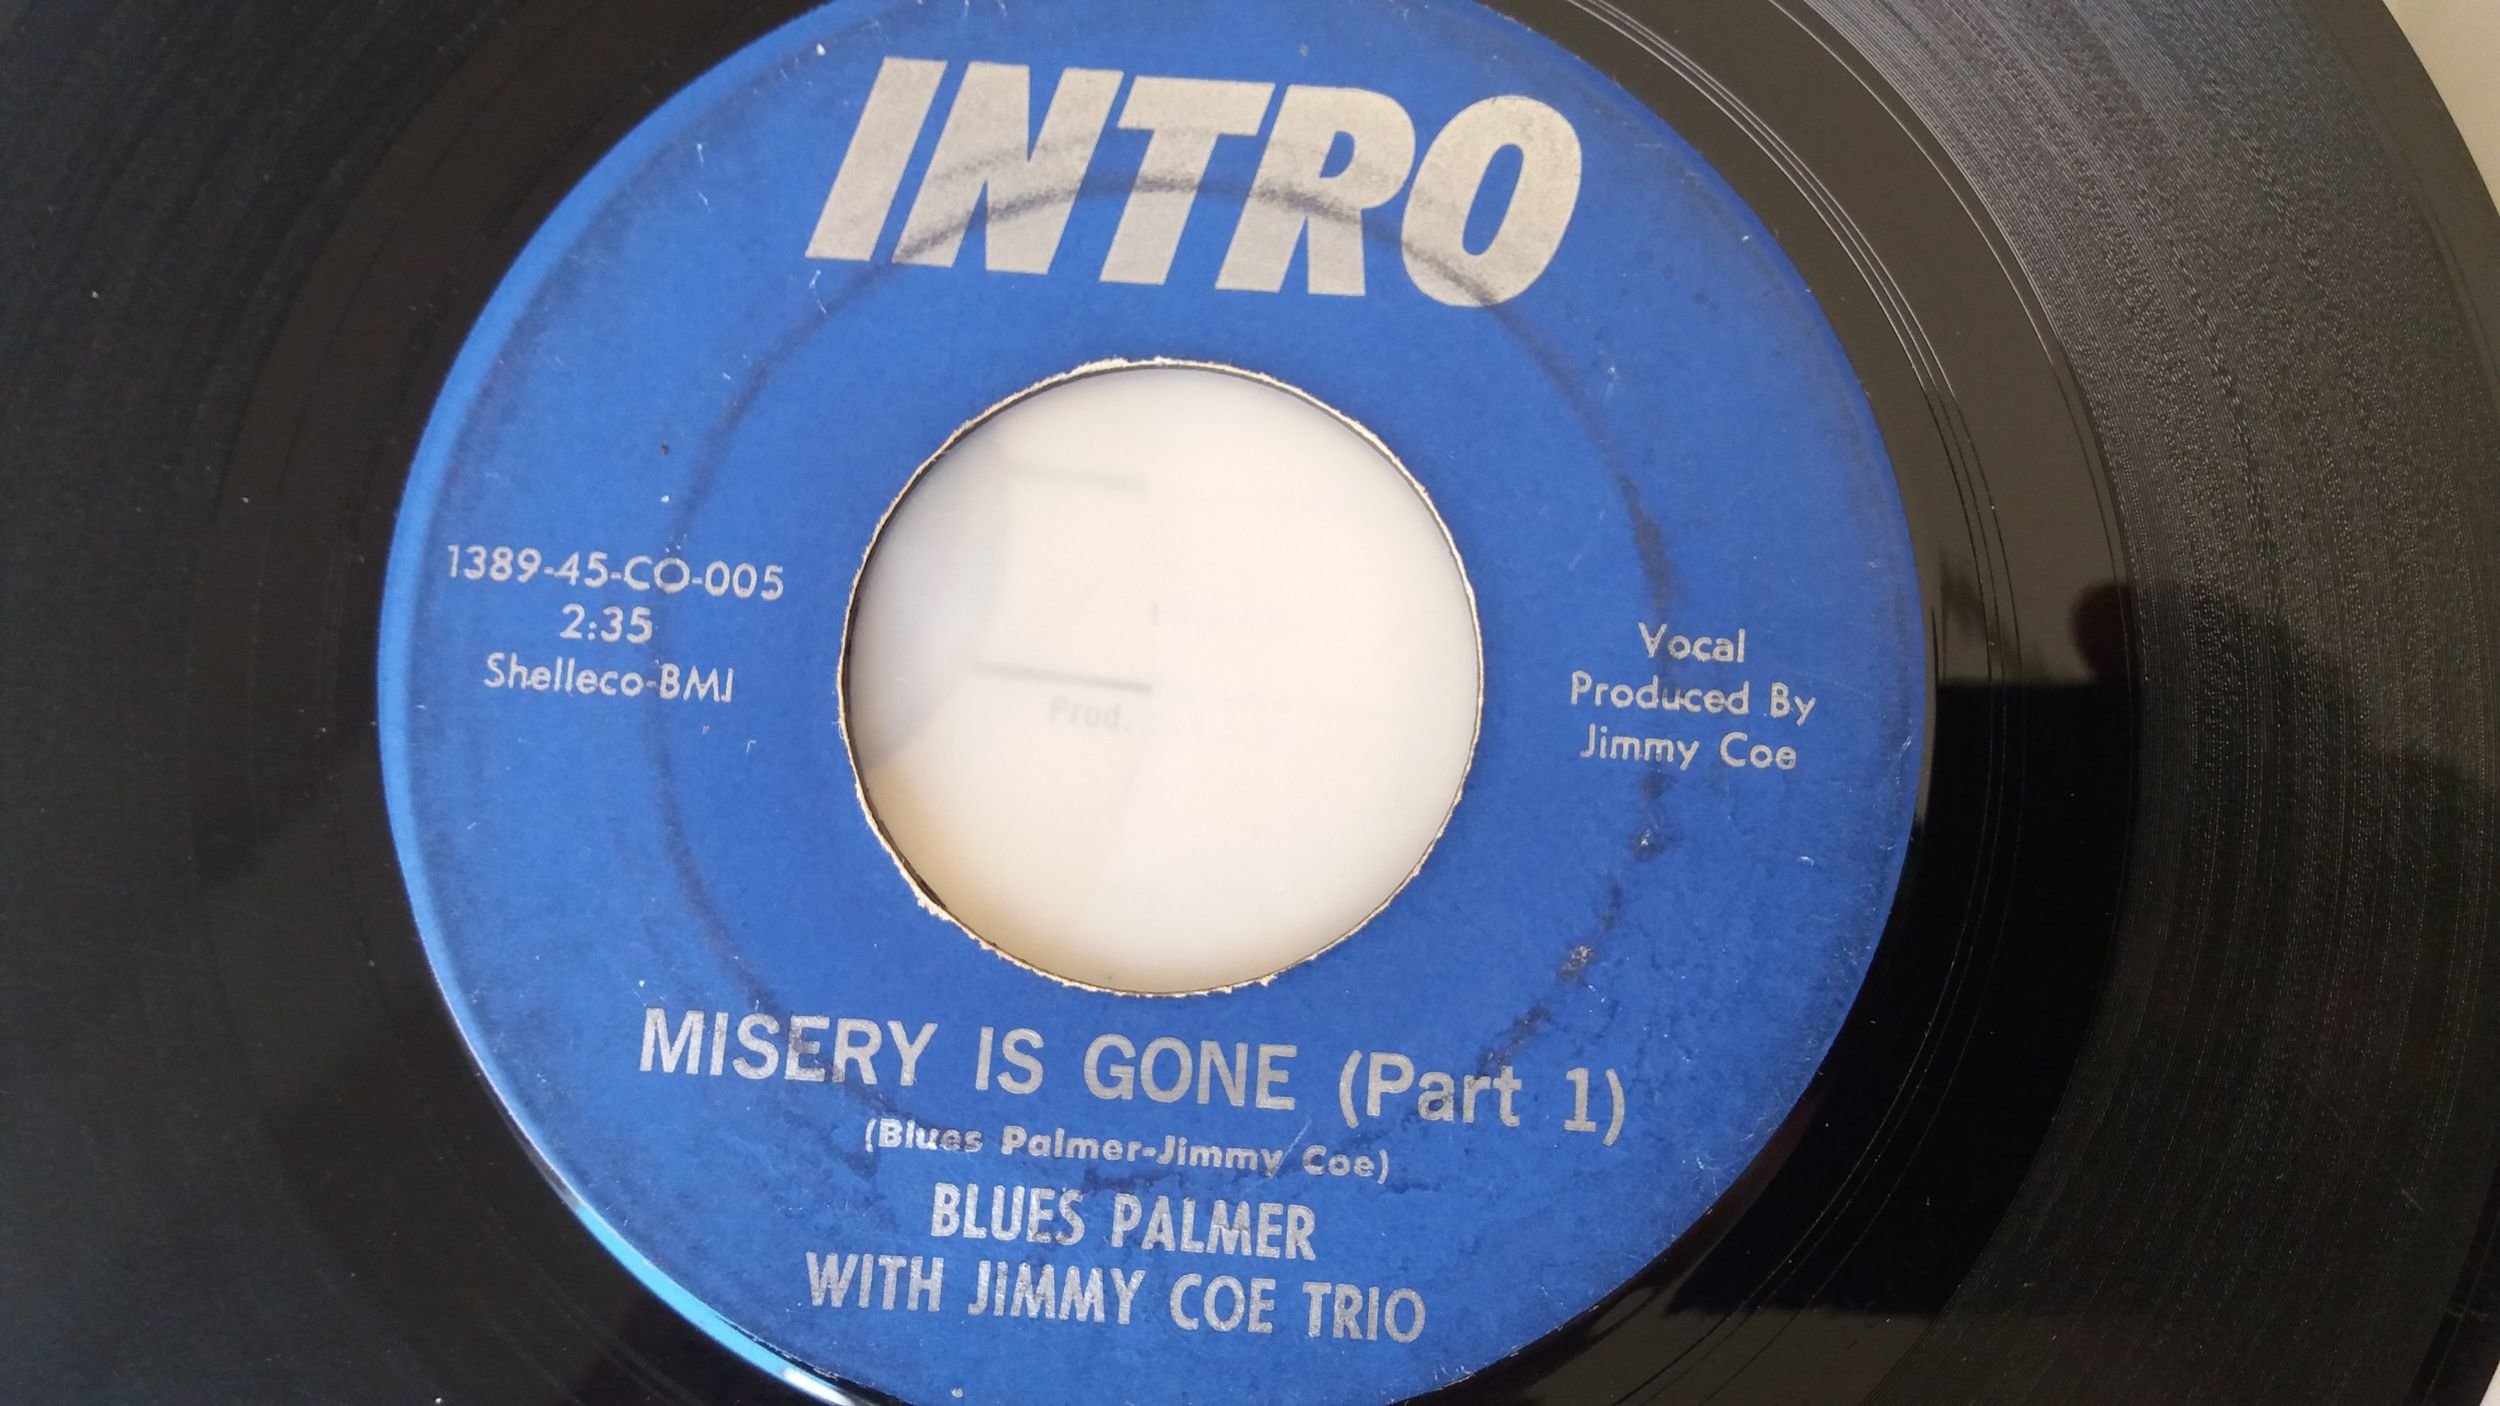 INTRO
1389-45-CO-005
2:35
Shelleco-BMI
Vocal
Produced By
Jimmy Coe
Prod.
MISERY IS GONE (Part 1)
(Blues Palmer-Jimmy Coe)
BLUES PALMER
WITH JIMMY COE TRIO